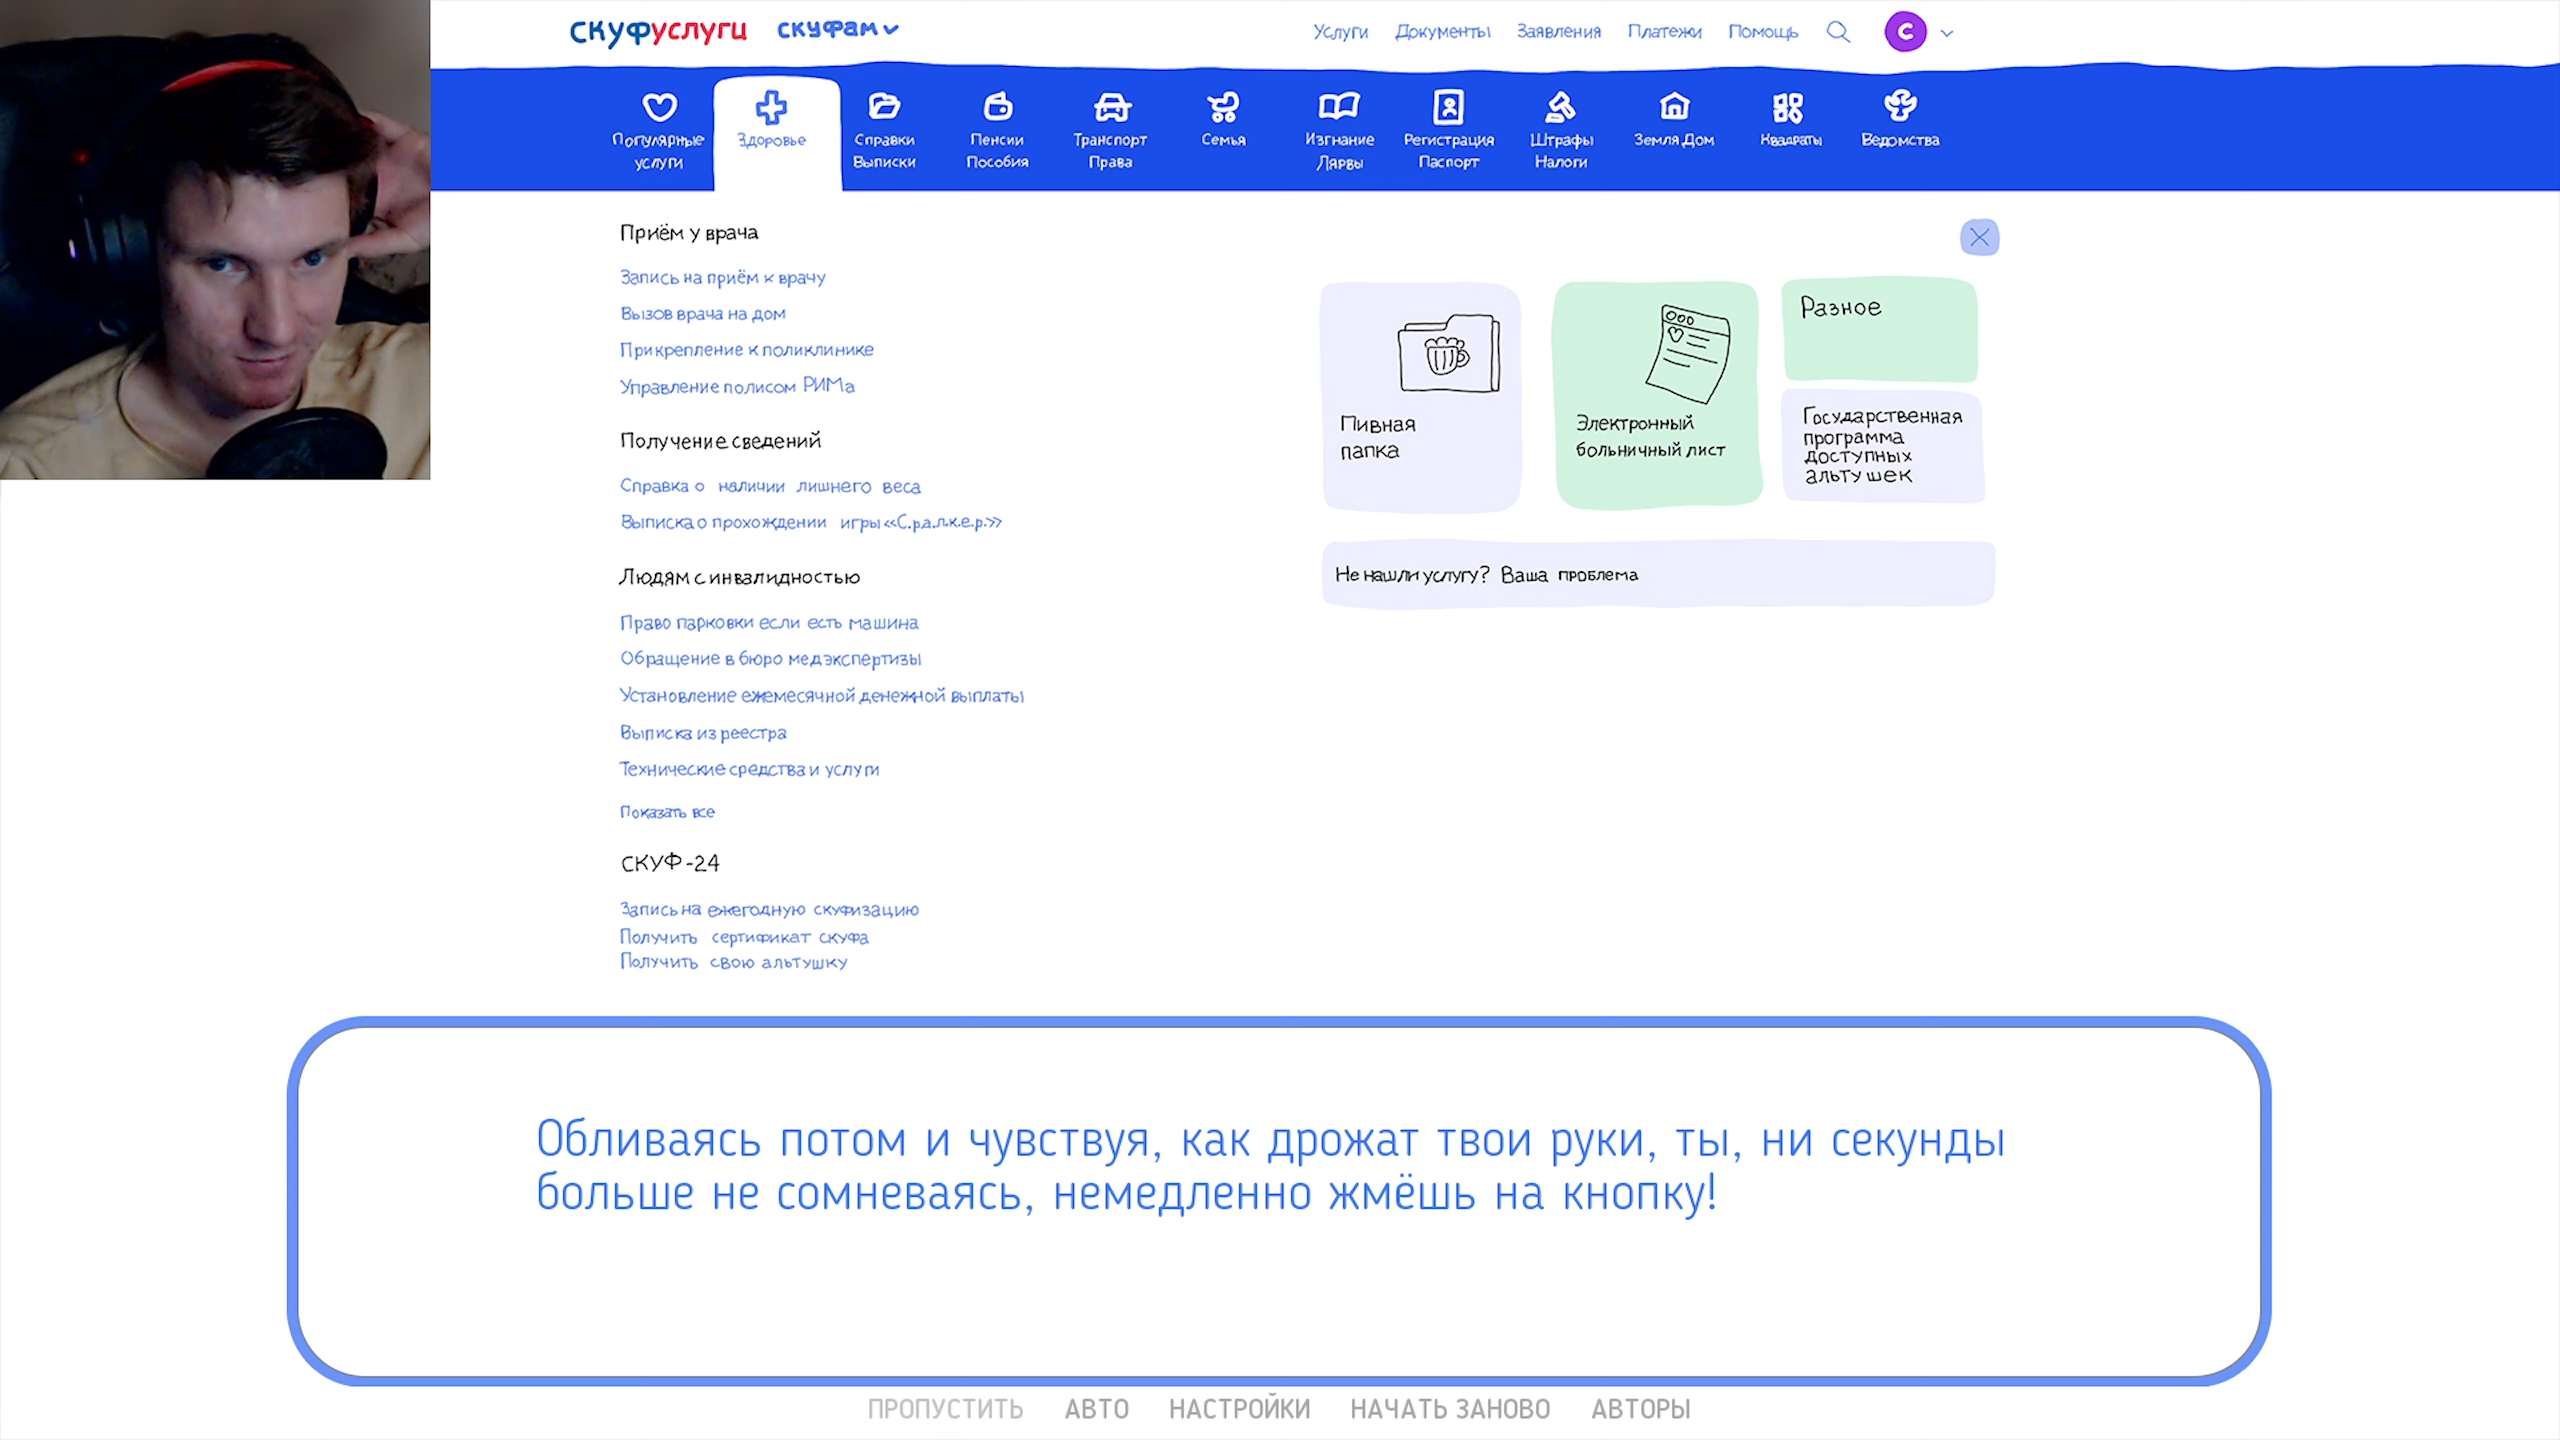 скуфуслуги скуфам
Услуги Документы Заявления Платежи Помощь С
Популярные услуги
Здоровье
Справки Выписки
Пенсии Пособия
Транспорт Права
Семья
Изгнание Лярвы
Регистрация Паспорт
Штрафы Налоги
Земля Дом
Квадраты
Ведомства
Приём у врача
Запись на приём к врачу
Вызов врача на дом
Прикрепление к поликлинике
Управление полисом РИМа
Получение сведений
Справка о наличии лишнего веса
Выписка о прохождении игры «С.р.а.л.к.е.р.»
Людям с инвалидностью
Право парковки если есть машина
Обращение в бюро медэкспертизы
Установление ежемесячной денежной выплаты
Выписка из реестра
Технические средства и услуги
Показать все
СКУФ-24
Запись на ежегодную скуфизацию
Получить сертификат скуфа
Получить свою альтушку
Пивная
папка
Электронный
больничный лист
Разное
Государственная
программа
доступных
альтушек
Не нашли услугу? Ваша проблема
Обливаясь потом и чувствуя, как дрожат твои руки, ты, ни секунды
больше не сомневаясь, немедленно жмёшь на кнопку!
ПРОПУСТИТЬ АВТО НАСТРОЙКИ НАЧАТЬ ЗАНОВО АВТОРЫ